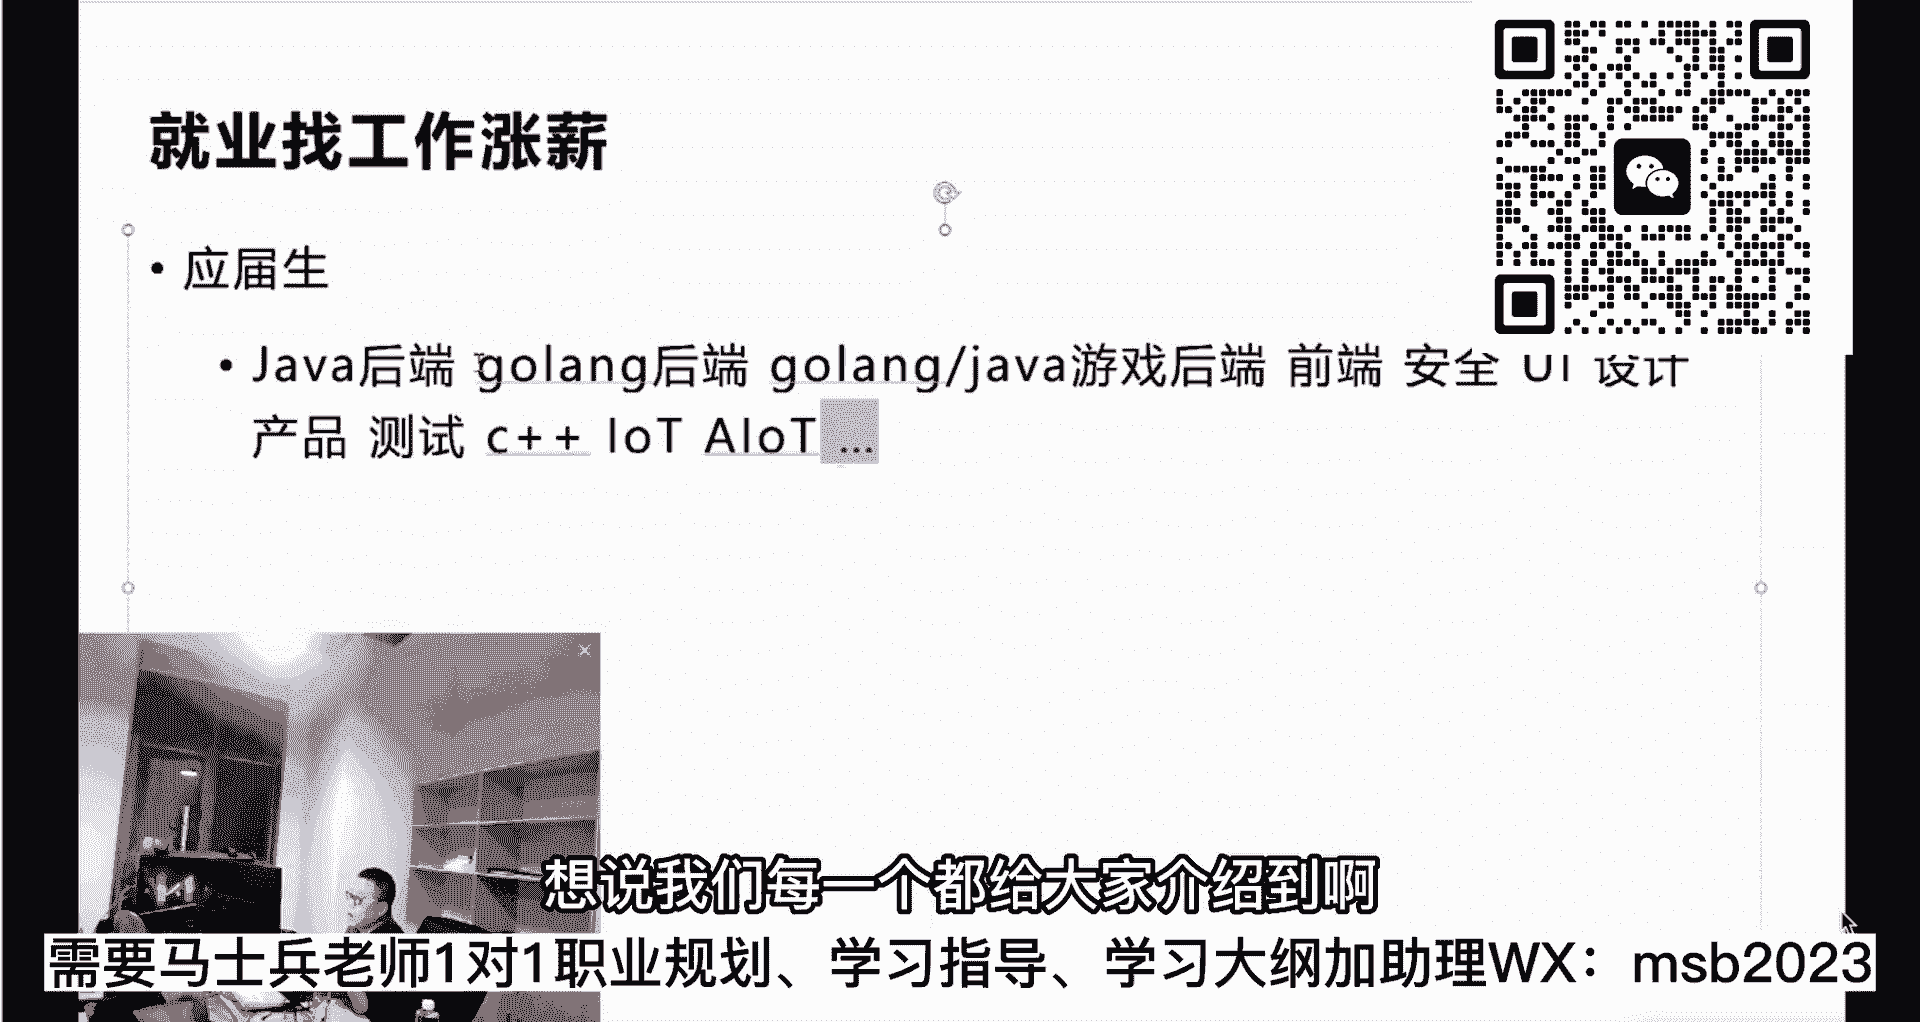 就业找工作涨薪
• 应届生
• Java后端 golang后端 golang/java游戏后端 前端 安全 UI 设计
产品 测试 c++ IoT AIoT ...
想说我们每一个都给大家介绍到啊
需要马士兵老师1对1职业规划、学习指导、学习大纲加助理WX：msb2023